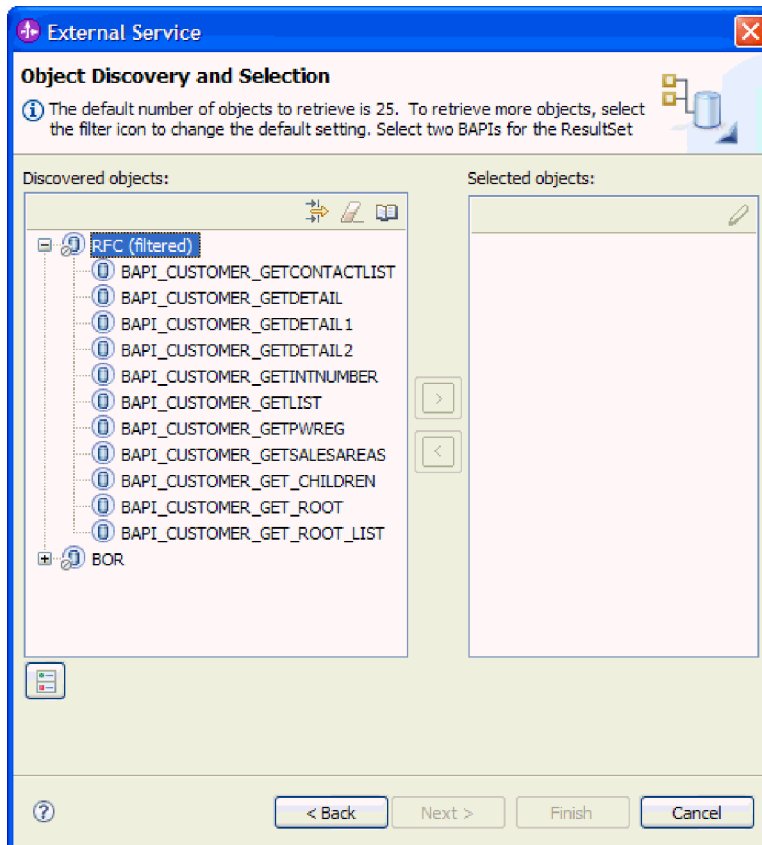 External Service
Object Discovery and Selection
The default number of objects to retrieve is 25. To retrieve more objects, select
the filter icon to change the default setting. Select two BAPIs for the ResultSet
Discovered objects:
Selected objects:
RFC (filtered)
BAPI_CUSTOMER_GETCONTACTLIST
BAPI_CUSTOMER_GETDETAIL
BAPI_CUSTOMER_GETDETAIL1
BAPI_CUSTOMER_GETDETAIL2
BAPI_CUSTOMER_GETINTNUMBER
BAPI_CUSTOMER_GETLIST
BAPI_CUSTOMER_GETPWREG
BAPI_CUSTOMER_GETSALESAREAS
BAPI_CUSTOMER_GET_CHILDREN
BAPI_CUSTOMER_GET_ROOT
BAPI_CUSTOMER_GET_ROOT_LIST
BOR
>
<
?
< Back
Next >
Finish
Cancel